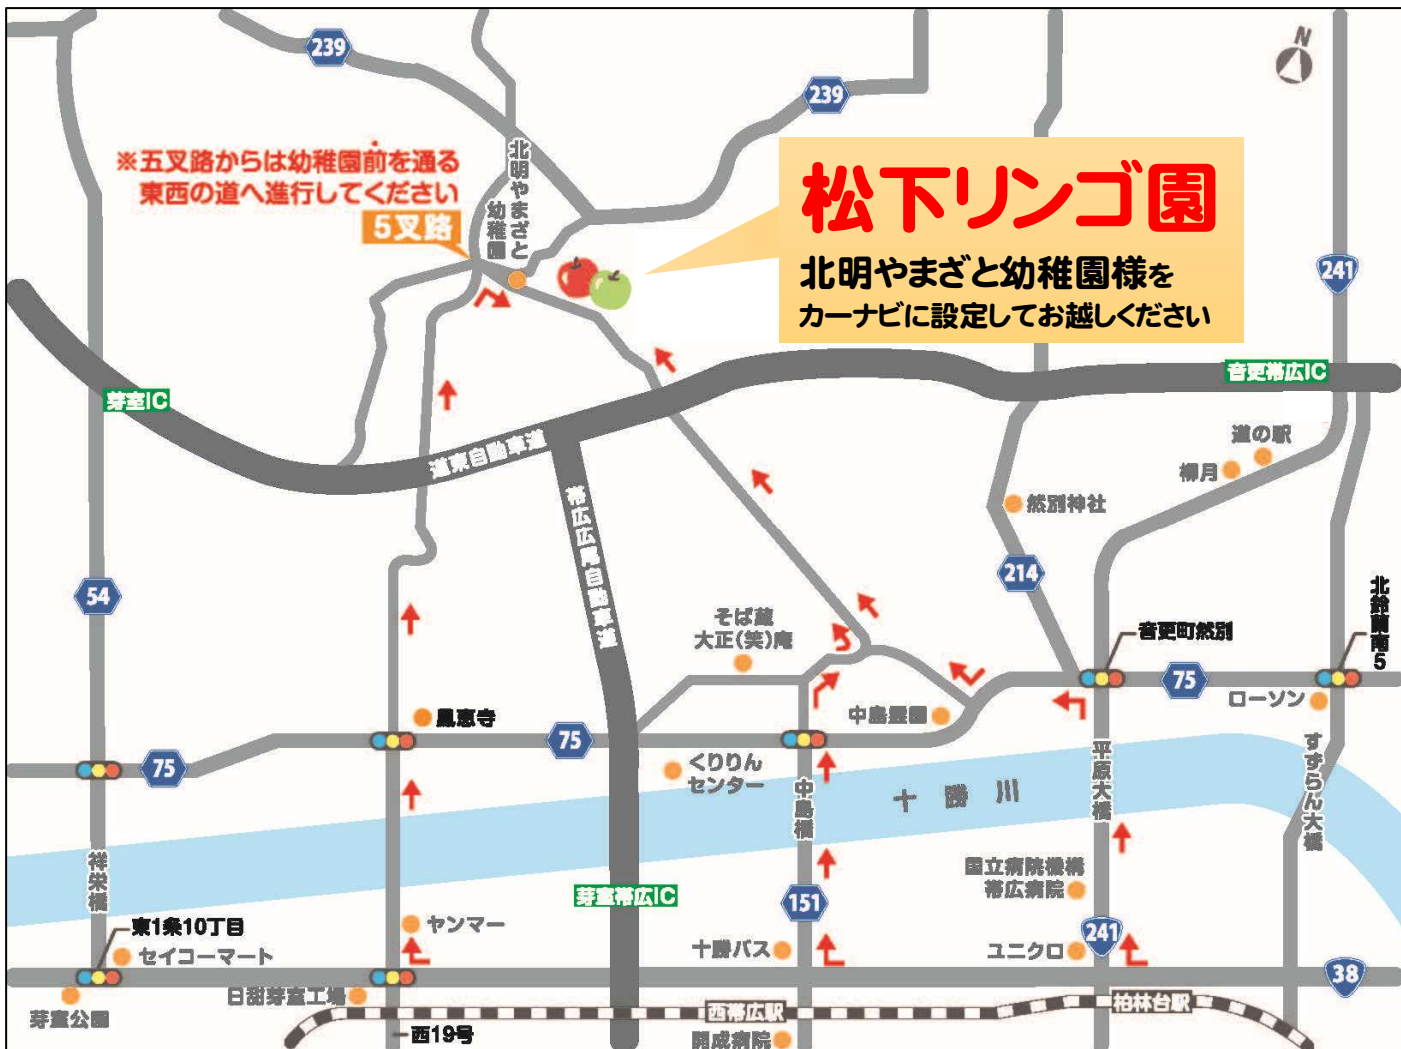 239
N
239
※五叉路からは幼稚園前を通る
東西の道へ進行してください
5叉路
北明やまざと
幼稚園
松下リンゴ園
北明やまざと幼稚園様を
カーナビに設定してお越しください
241
芽室IC
音更帯広IC
道東自動車道
帯広広尾自動車道
道の駅
柳月
然別神社
214
54
そば蔵
大正(笑)庵
音更町然別
北鈴蘭南5
75
ローソン
中島霊園
鳳恵寺
75
75
くりりん
センター
中島橋
十勝川
平原大橋
すずらん大橋
祥栄橋
国立病院機構
帯広病院
芽室帯広IC
151
東1条10丁目
セイコーマート
ヤンマー
十勝バス
ユニクロ
241
38
芽室公園
日甜芽室工場
西19号
西帯広駅
柏林台駅
開成病院